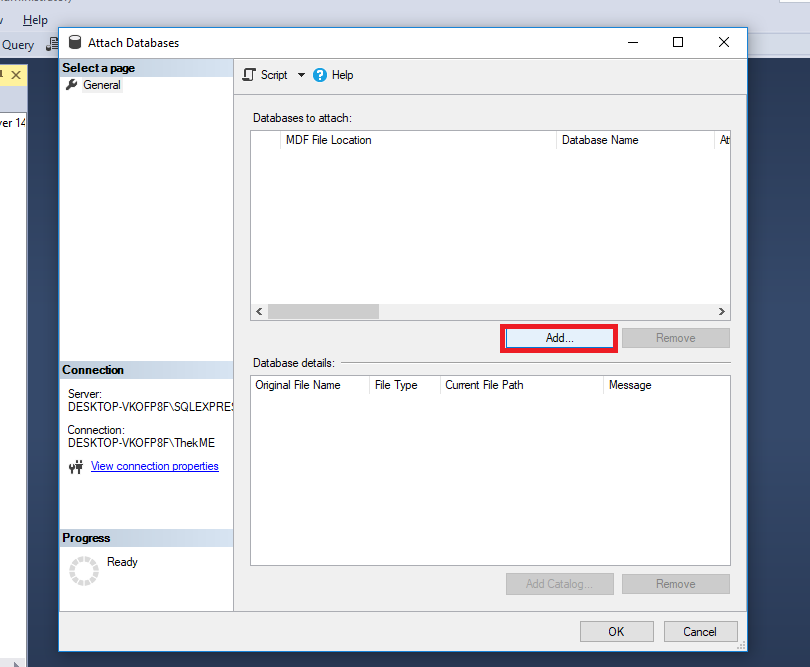 Help
Query
Attach Databases
Select a page
General
Script
Help
ver 14
Databases to attach:
MDF File Location
Database Name
At
Add...
Remove
Connection
Server:
DESKTOP-VKOFP8F\SQLEXPRES
Connection:
DESKTOP-VKOFP8F\ThekME
View connection properties
Database details:
Original File Name
File Type
Current File Path
Message
Progress
Ready
Add Catalog...
Remove
OK
Cancel